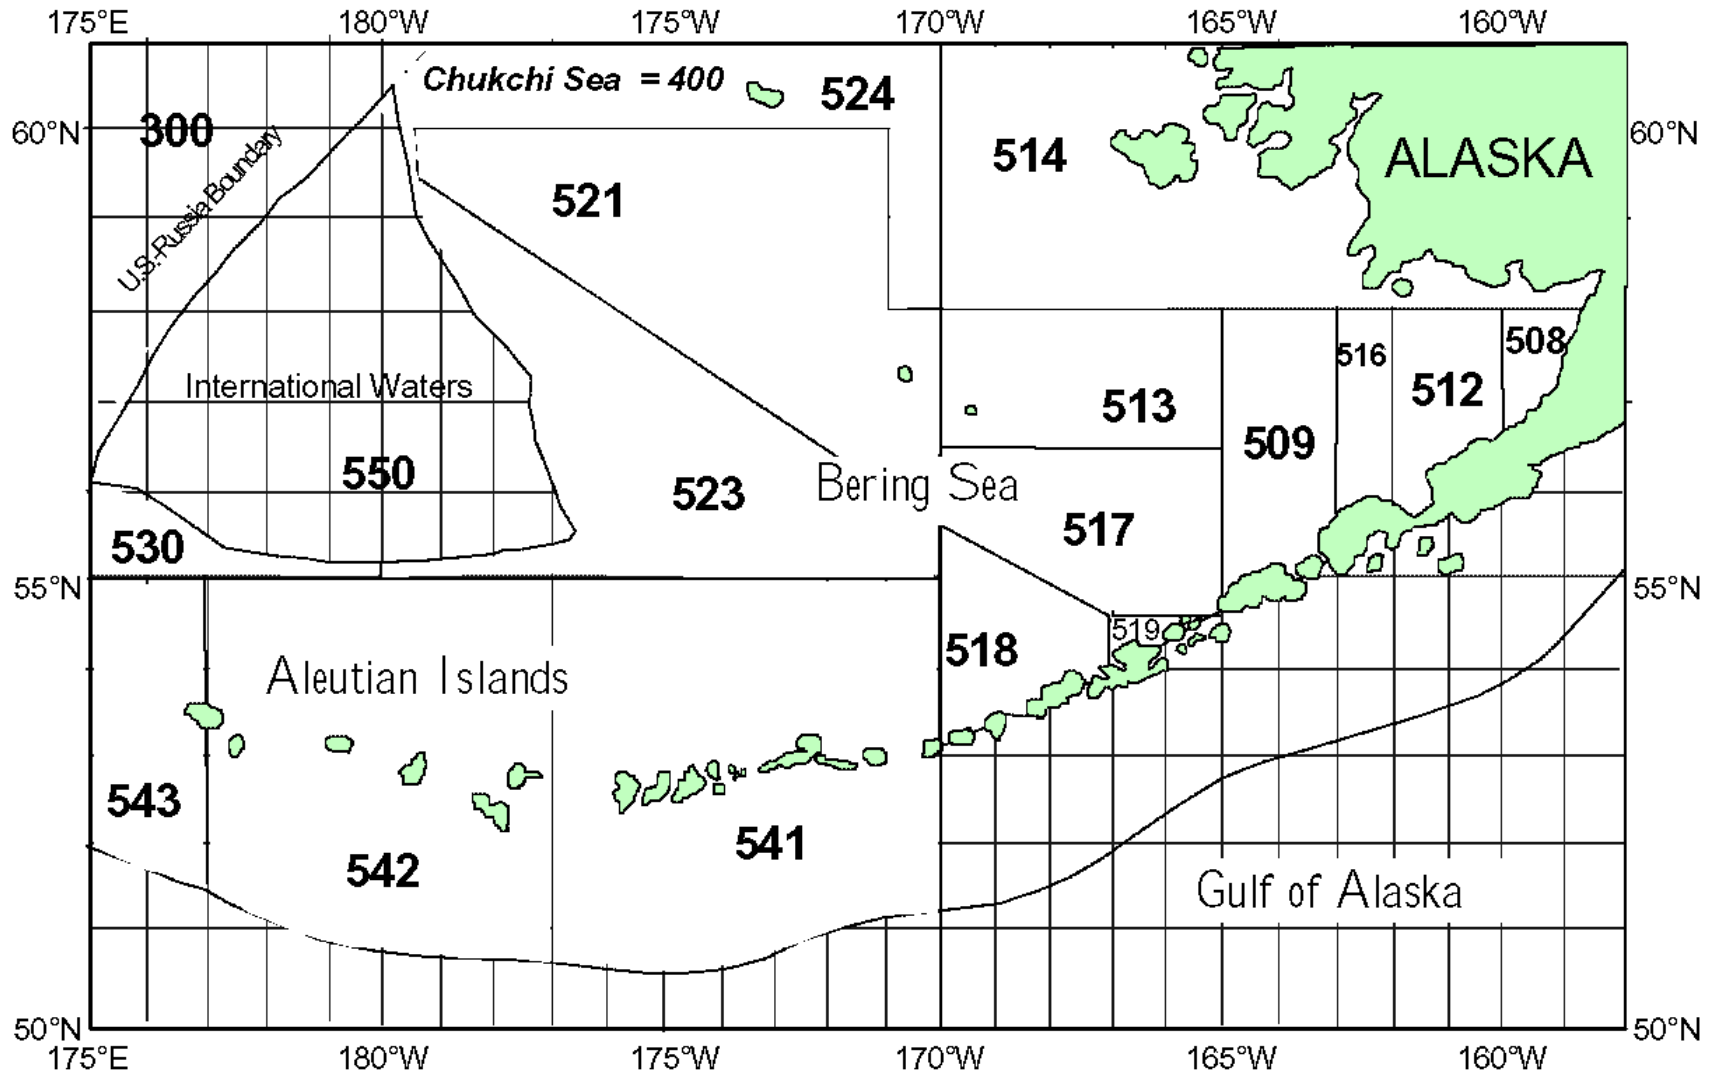 175°E 180°W 175°W 170°W 165°W 160°W
Chukchi Sea = 400
524
300
60°N
60°N
514
ALASKA
521
U.S.-Russia Boundary
508
516
International Waters
512
513
509
550
523
Bering Sea
517
530
55°N
55°N
519
518
Aleutian Islands
543
541
542
Gulf of Alaska
50°N
50°N
175°E 180°W 175°W 170°W 165°W 160°W